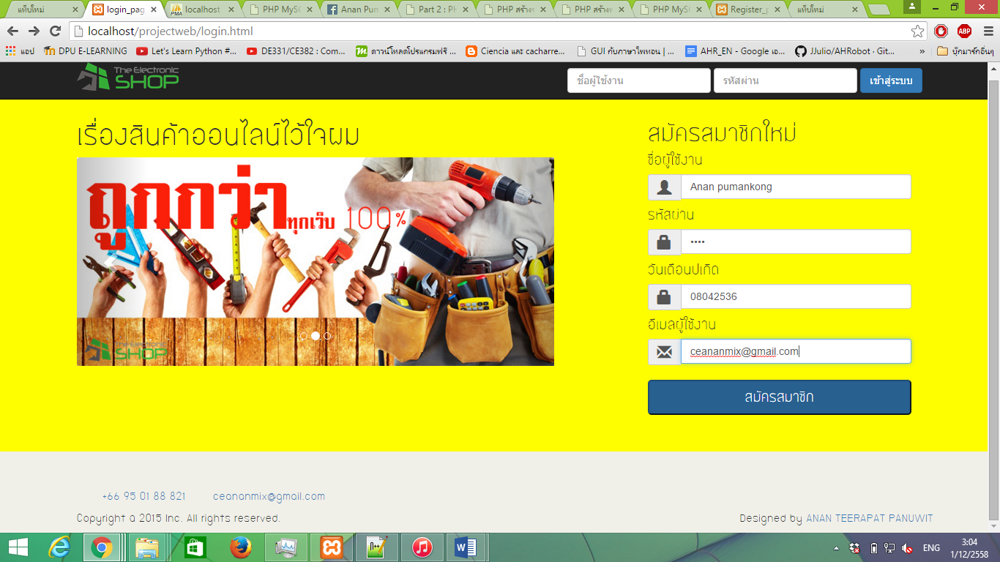 แท็บใหม่
login_pag
localhost
PHP MySC
Anan Pum
Part 2 : PH
PHP สร้างร
PHP สร้างร
PHP MySC
Register_p
แท็บใหม่
localhost/projectweb/login.html
ABP
แอป
DPU E-LEARNING
Let's Learn Python #...
DE331/CE382 : Com...
ดาวน์โหลดโปรแกรมฟรี ...
Ciencia และ cacharre...
GUI กับภาษาไพทอน | ...
AHR_EN - Google เอ...
JJulio/AHRobot · Git...
»
บุ๊กมาร์กอื่นๆ
The Electronic
SHOP
ชื่อผู้ใช้งาน
รหัสผ่าน
เข้าสู่ระบบ
เรื่องสินค้าออนไลน์ไว้ใจผม
ถูกกว่าทุกเว็บ 100%
The Electronic
SHOP
สมัครสมาชิกใหม่
ชื่อผู้ใช้งาน
Anan pumankong
รหัสผ่าน
••••
วันเดือนปเกิด
08042536
อีเมลผู้ใช้งาน
ceananmix@gmail.com
สมัครสมาชิก
+66 95 01 88 821
ceananmix@gmail.com
Copyright a 2015 Inc. All rights reserved.
Designed by ANAN TEERAPAT PANUWIT
ENG
3:04
1/12/2558